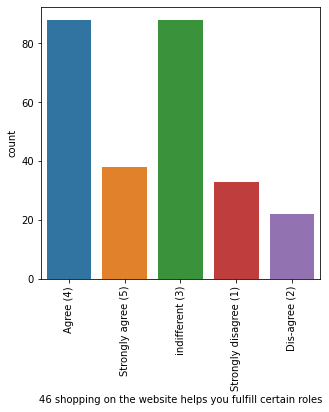 80
60
40
20
0
count
Agree (4)
Strongly agree (5)
indifferent (3)
Strongly disagree (1)
Dis-agree (2)
46 shopping on the website helps you fulfill certain roles